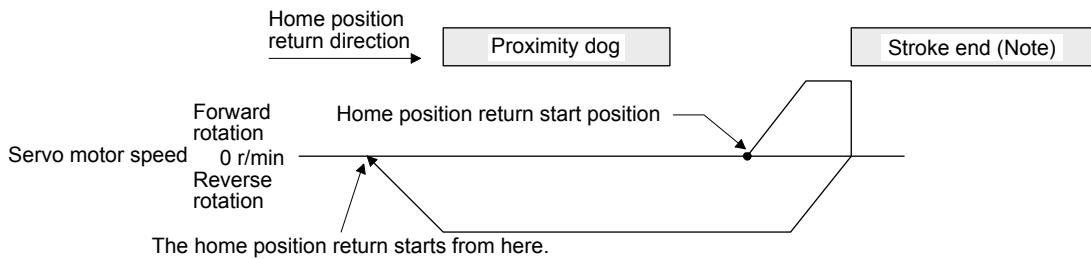 Home position
return direction
Proximity dog
Stroke end (Note)
Home position return start position
Forward
rotation
Servo motor speed 0 r/min
Reverse
rotation
The home position return starts from here.